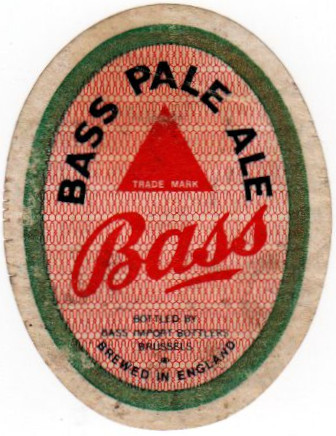 BASS PALE ALE
TRADE MARK
Bass
BOTTLED BY
BASS IMPORT BOTTLERS
BRUSSELS
BREWED IN ENGLAND